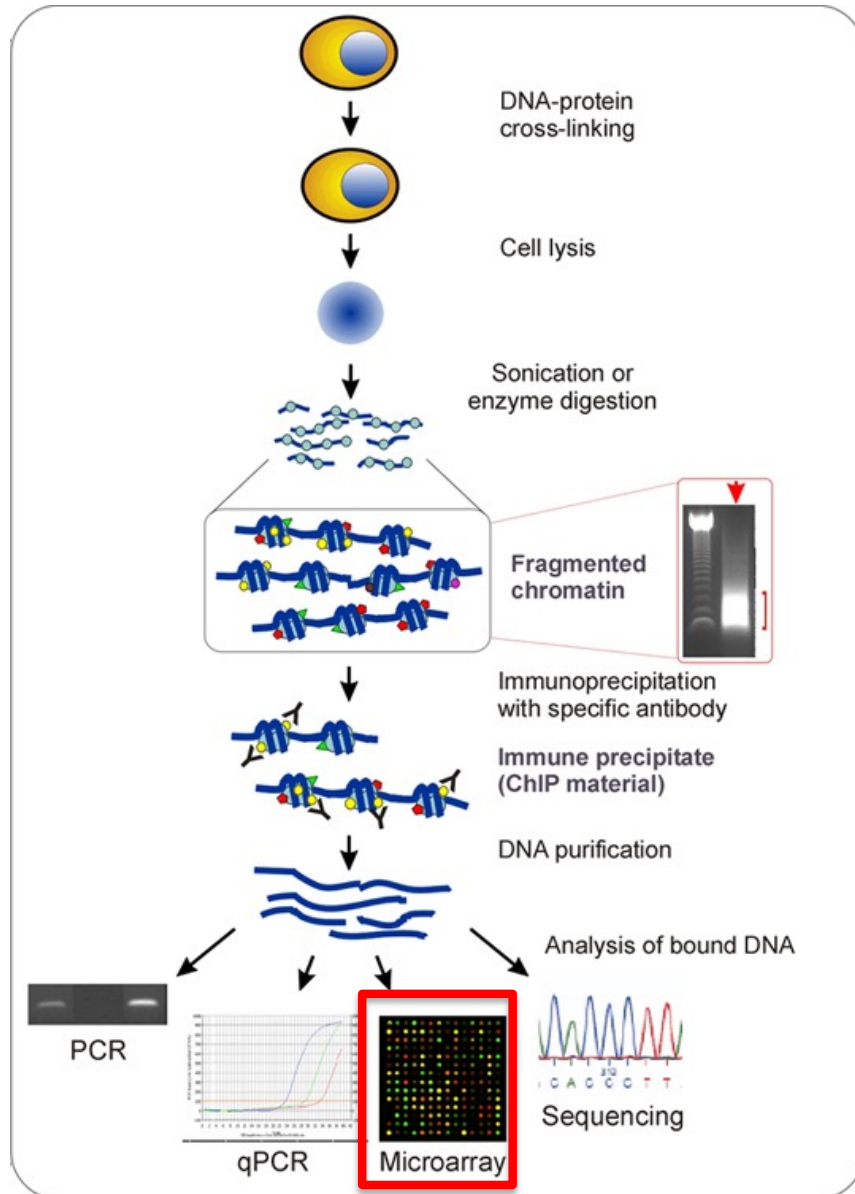 DNA-protein
cross-linking
Cell lysis
Sonication or
enzyme digestion
Fragmented
chromatin
Immunoprecipitation
with specific antibody
Immune precipitate
(ChIP material)
DNA purification
Analysis of bound DNA
PCR
qPCR
Microarray
310
C A C C C T T
Sequencing